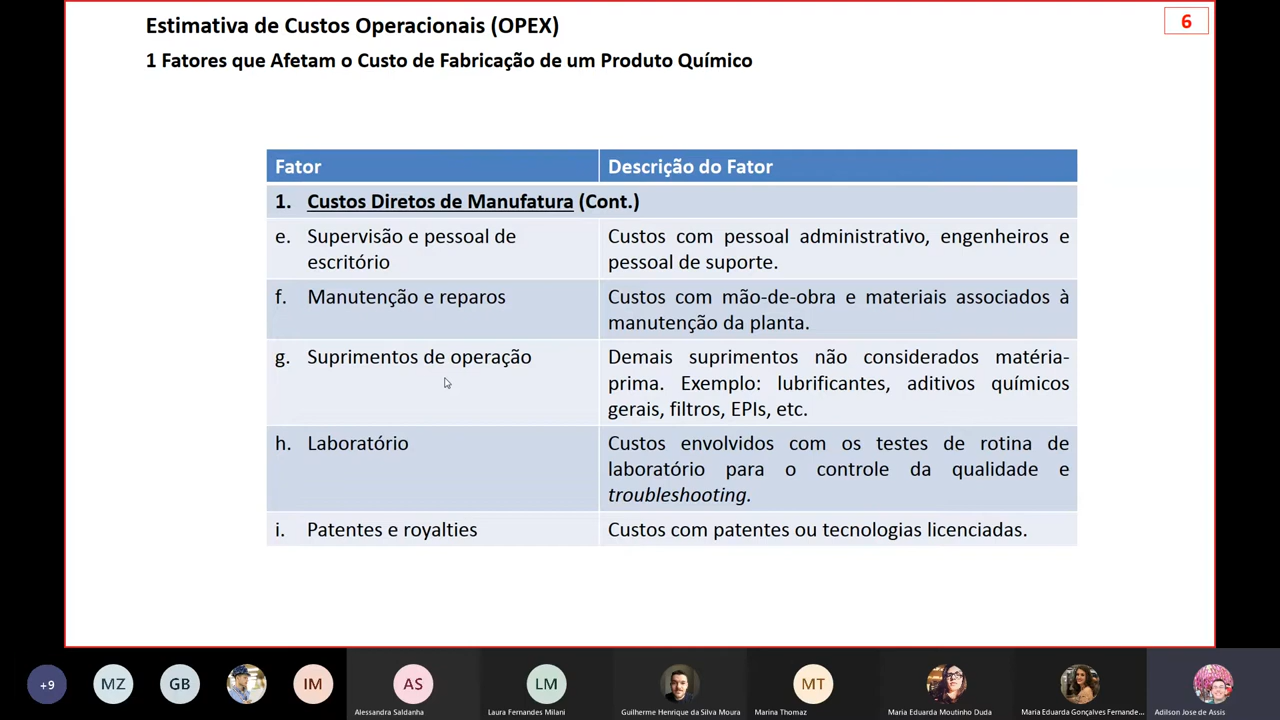 Estimativa de Custos Operacionais (OPEX)
6
1 Fatores que Afetam o Custo de Fabricação de um Produto Químico
Fator
Descrição do Fator
1. Custos Diretos de Manufatura (Cont.)
e. Supervisão e pessoal de
escritório
Custos com pessoal administrativo, engenheiros e
pessoal de suporte.
f. Manutenção e reparos
Custos com mão-de-obra e materiais associados à
manutenção da planta.
g. Suprimentos de operação
Demais suprimentos não considerados matéria-
prima. Exemplo: lubrificantes, aditivos químicos
gerais, filtros, EPIs, etc.
h. Laboratório
Custos envolvidos com os testes de rotina de
laboratório para o controle da qualidade e
troubleshooting.
i. Patentes e royalties
Custos com patentes ou tecnologias licenciadas.
+9
MZ
GB
IM
AS
LM
MT
Alessandra Saldanha
Laura Fernandes Milani
Guilherme Henrique da Silva Moura
Marina Thomaz
Maria Eduarda Moutinho Duda
Maria Eduarda Gonçalves Fernande...
Adilson Jose de Assis